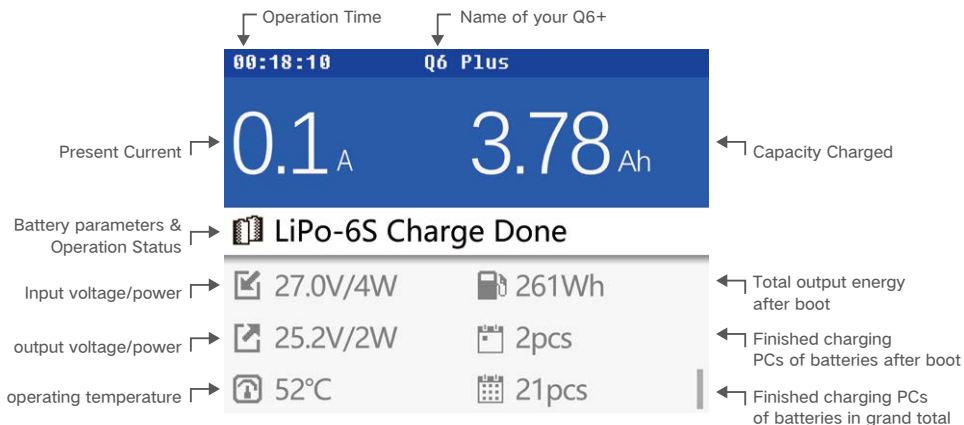 Operation Time
Name of your Q6+
00:18:10
Q6 Plus
Present Current
0.1 A
3.78 Ah
Capacity Charged
Battery parameters &
Operation Status
LiPo-6S Charge Done
Input voltage/power
27.0V/4W
261Wh
Total output energy
after boot
output voltage/power
25.2V/2W
2pcs
Finished charging
PCs of batteries after boot
operating temperature
52℃
21pcs
Finished charging PCs
of batteries in grand total